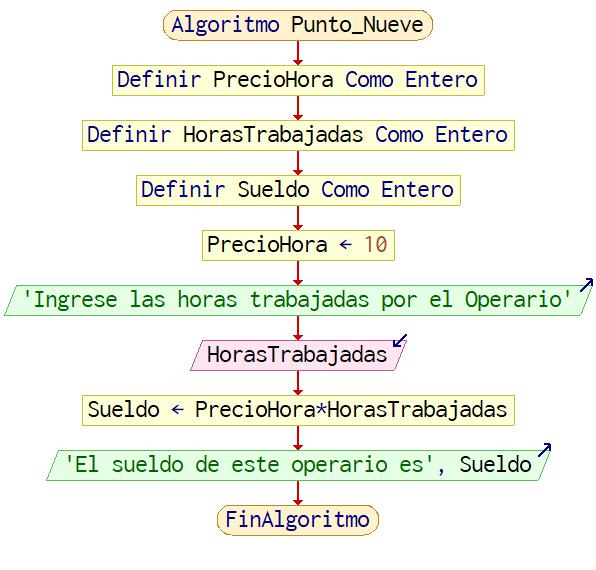 Algoritmo Punto_Nueve
Definir PrecioHora Como Entero
Definir HorasTrabajadas Como Entero
Definir Sueldo Como Entero
PrecioHora ← 10
'Ingrese las horas trabajadas por el Operario'
HorasTrabajadas
Sueldo ← PrecioHora*HorasTrabajadas
'El sueldo de este operario es', Sueldo
FinAlgoritmo